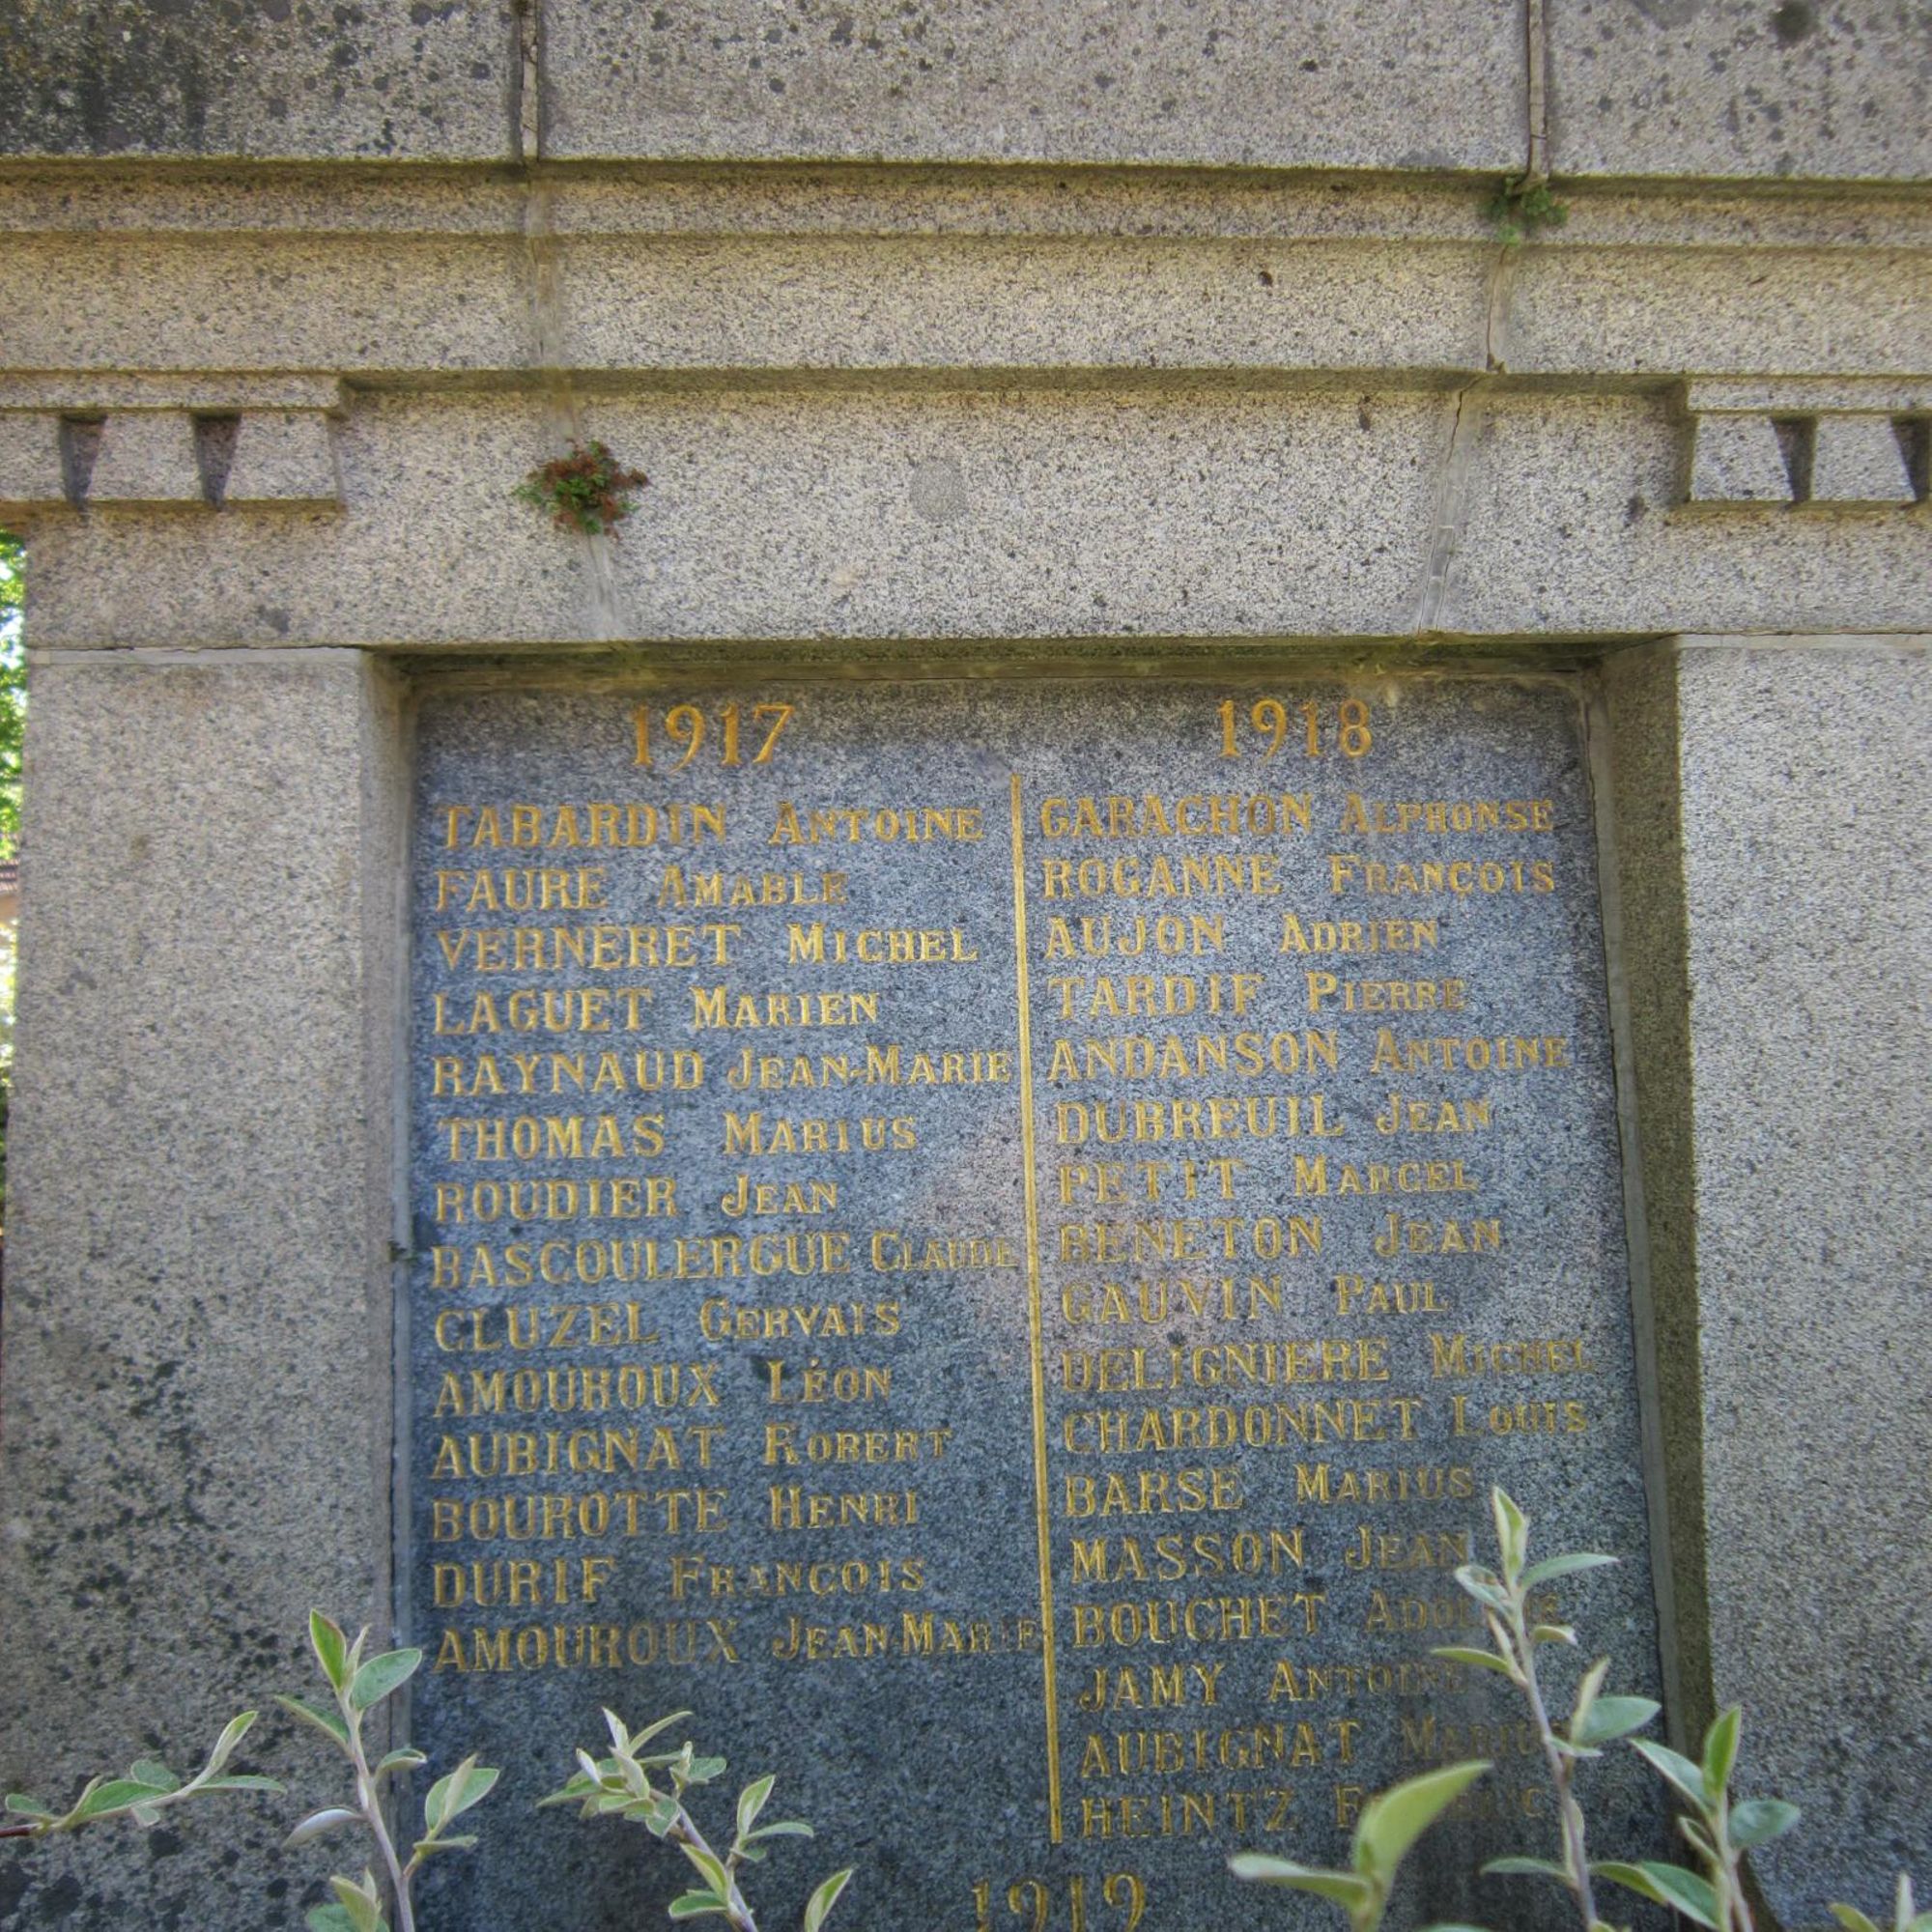 1917
TABARDIN ANTOINE
FAURE AMABLE
VERNERET MICHEL
LAGUET MARIEN
RAYNAUD JEAN-MARIE
THOMAS MARIUS
ROUDIER JEAN
BASCOULERGUE CLAUDE
CLUZEL GERVAIS
AMOUROUX LÉON
AUBIGNAT ROBERT
BOUROTTE HENRI
DURIF FRANÇOIS
AMOUROUX JEAN-MARIE
1918
GARACHON ALPHONSE
ROGANNE FRANÇOIS
AUJON ADRIEN
TARDIF PIERRE
ANDANSON ANTOINE
DUBREUIL JEAN
PETIT MARCEL
BENETON JEAN
GAUVIN PAUL
DELIGNIERE MICHEL
CHARDONNET LOUIS
BARSE MARIUS
MASSON JEAN
BOUCHET
JAMY ANTOINE
AUBIGNAT
HEINTZ
1919